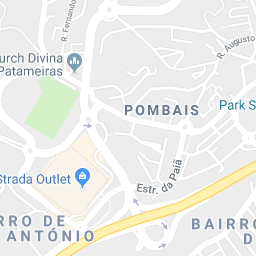 R. Fernando
R. Augusto
urch Divina
Patameiras
POMBAIS
Park S
Strada Outlet
Estr. da Paiã
RRO DE
ANTÓNIO
BAIRRO
D